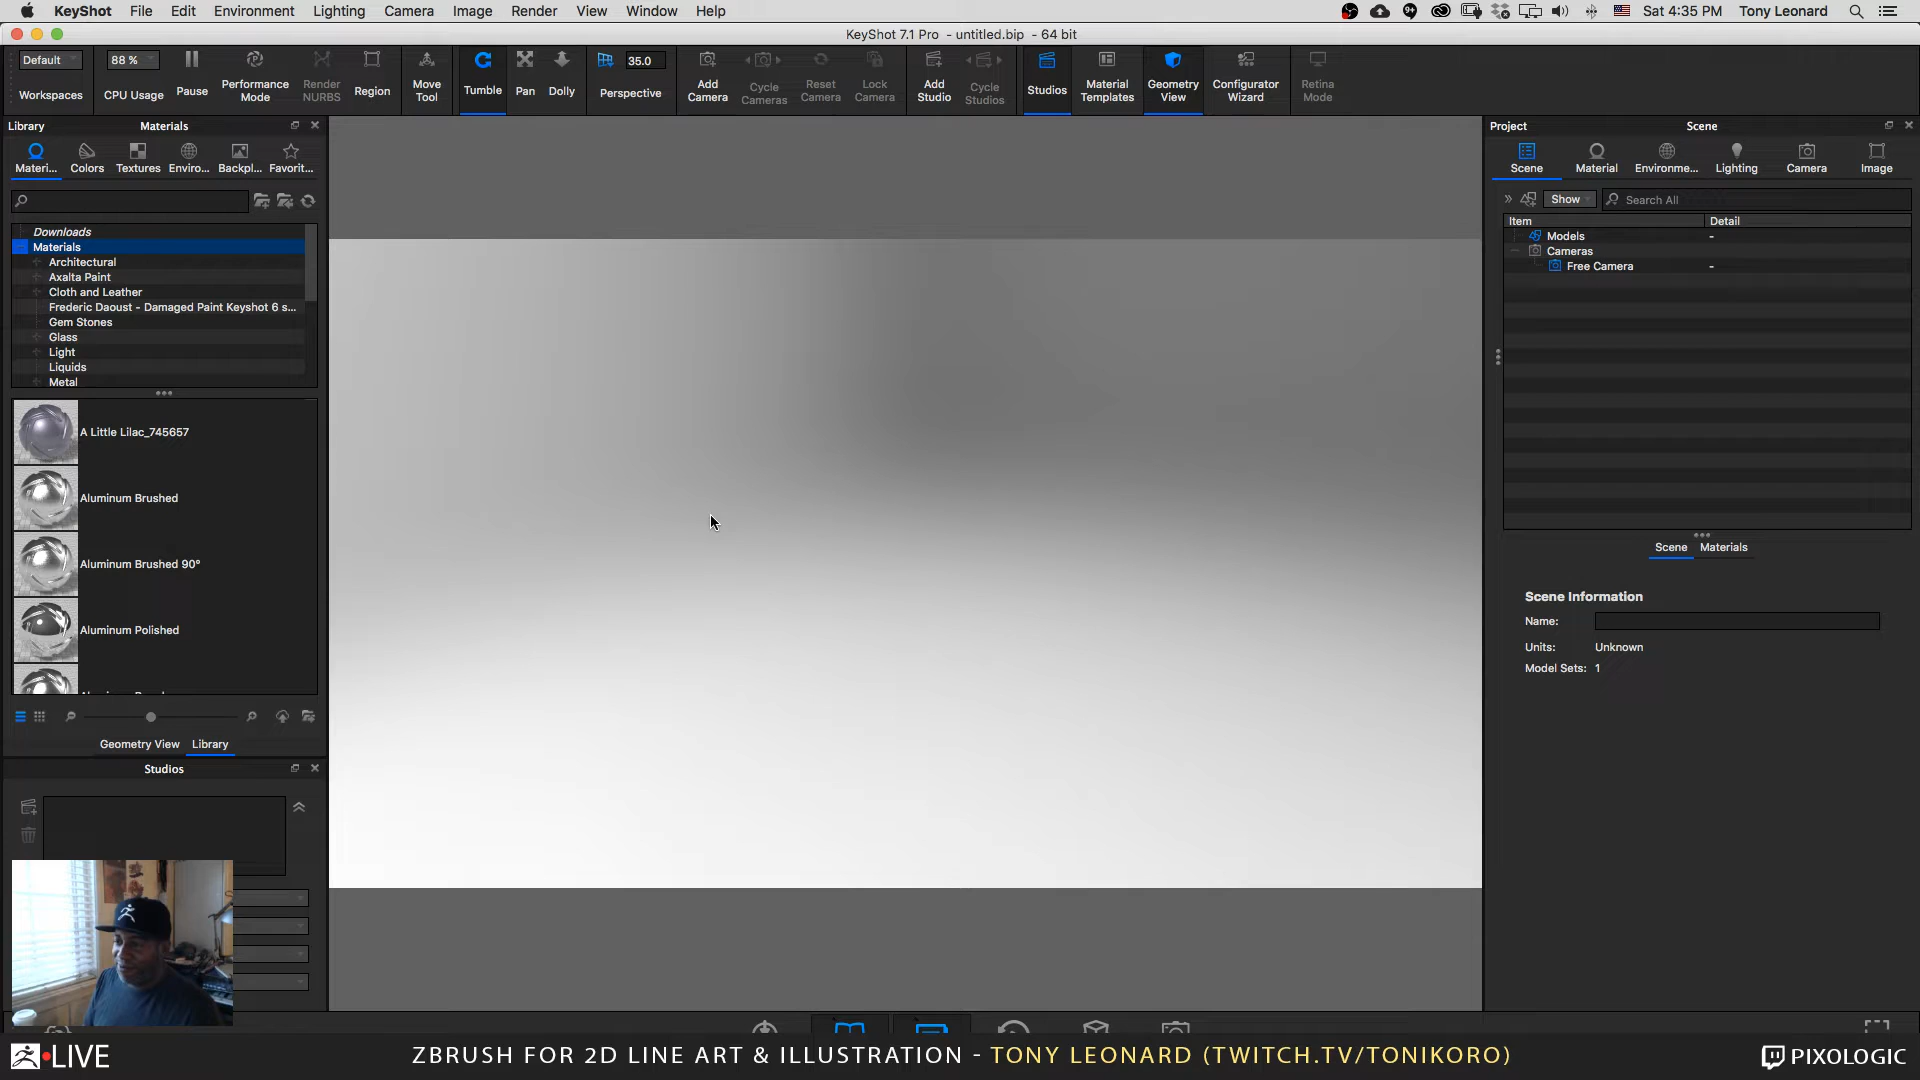 KeyShot File Edit Environment Lighting Camera Image Render View Window Help Sat 4:35 PM Tony Leonard
KeyShot 7.1 Pro - untitled.bip - 64 bit
Default
88 %
35.0
Workspaces
CPU Usage
Pause
Performance Mode
Render NURBS
Region
Move Tool
Tumble
Pan
Dolly
Perspective
Add Camera
Cycle Cameras
Reset Camera
Lock Camera
Add Studio
Cycle Studios
Studios
Material Templates
Geometry View
Configurator Wizard
Retina Mode
Library Materials
Materi... Colors Textures Enviro... Backpl... Favorit...
Downloads
Materials
Architectural
Axalta Paint
Cloth and Leather
Frederic Daoust - Damaged Paint Keyshot 6 s...
Gem Stones
Glass
Light
Liquids
Metal
A Little Lilac_745657
Aluminum Brushed
Aluminum Brushed 90°
Aluminum Polished
Geometry View Library
Studios
Project Scene
Scene Material Environme... Lighting Camera Image
Show Search All
Item Detail
Models -
Cameras
Free Camera -
Scene Materials
Scene Information
Name:
Units: Unknown
Model Sets: 1
LIVE
ZBRUSH FOR 2D LINE ART & ILLUSTRATION - TONY LEONARD (TWITCH.TV/TONIKORO)
PIXOLOGIC